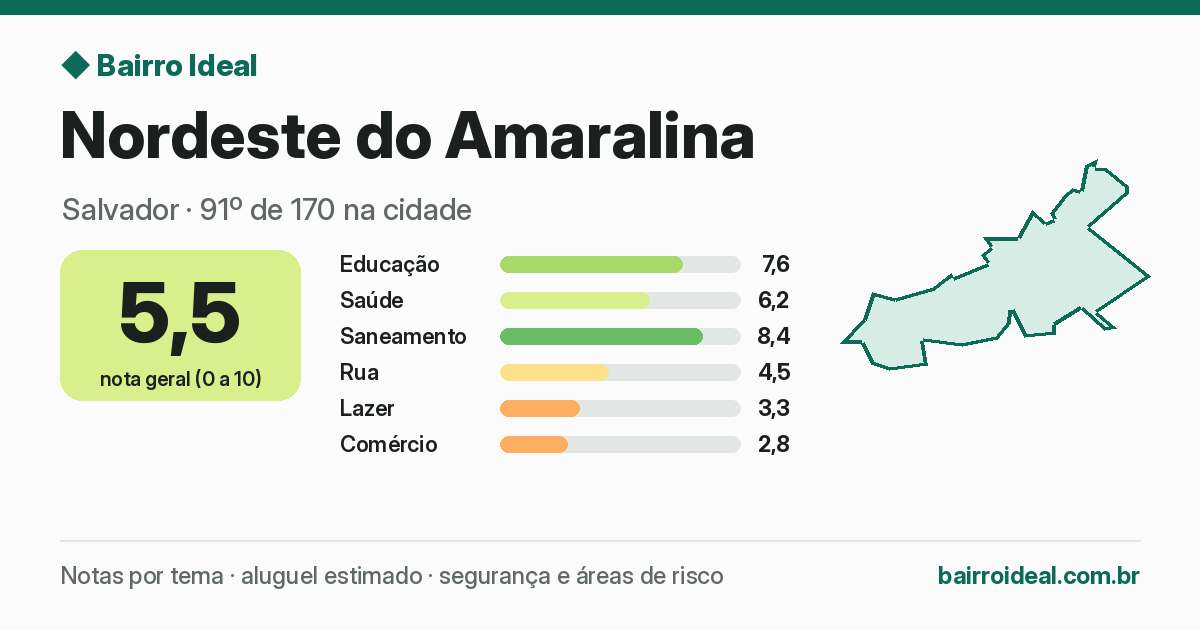 Bairro Ideal
Nordeste do Amaralina
Salvador · 91º de 170 na cidade
5,5
nota geral (0 a 10)
Educação 7,6
Saúde 6,2
Saneamento 8,4
Rua 4,5
Lazer 3,3
Comércio 2,8
Notas por tema · aluguel estimado · segurança e áreas de risco
bairroideal.com.br